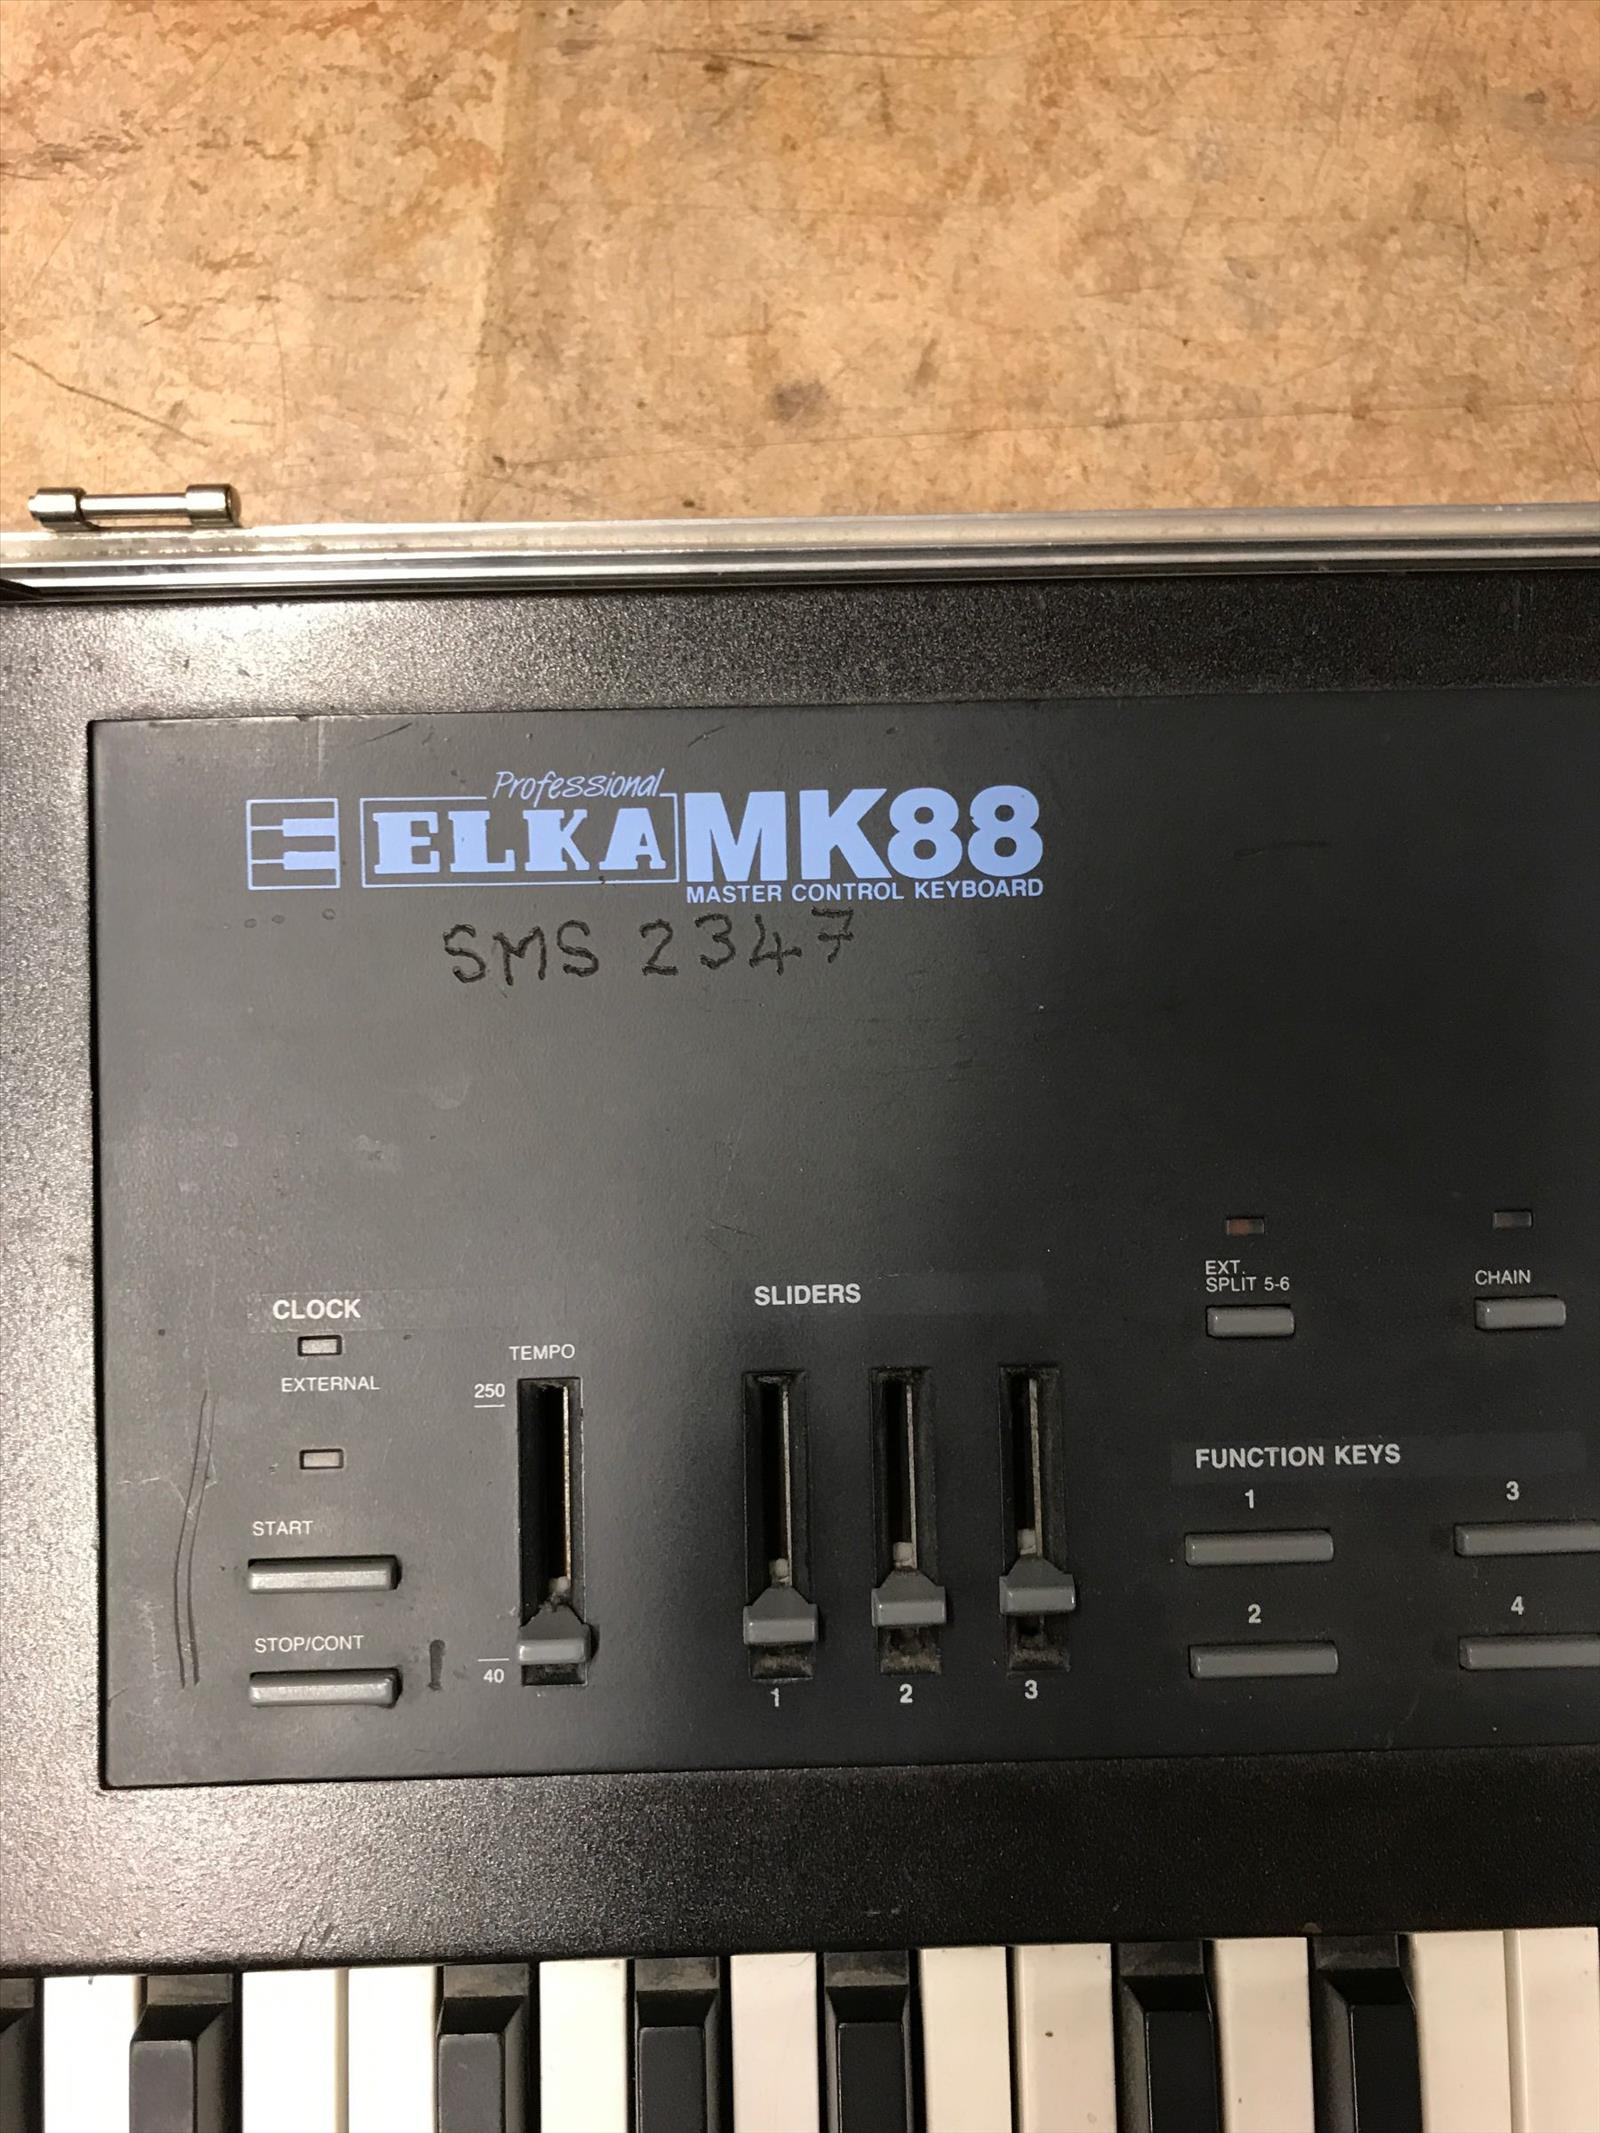 Professional
ELKA MK88
MASTER CONTROL KEYBOARD
SMS 2347
CLOCK
EXTERNAL
START
STOP/CONT
TEMPO
250
40
SLIDERS
1 2 3
EXT.
SPLIT 5-6
CHAIN
FUNCTION KEYS
1 3
2 4